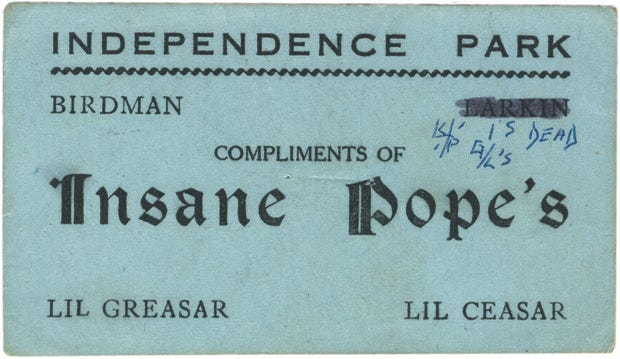 INDEPENDENCE PARK
BIRDMAN LARKIN
IS DEAD
G/L's
COMPLIMENTS OF
Insane Pope's
LIL GREASAR LIL CEASAR